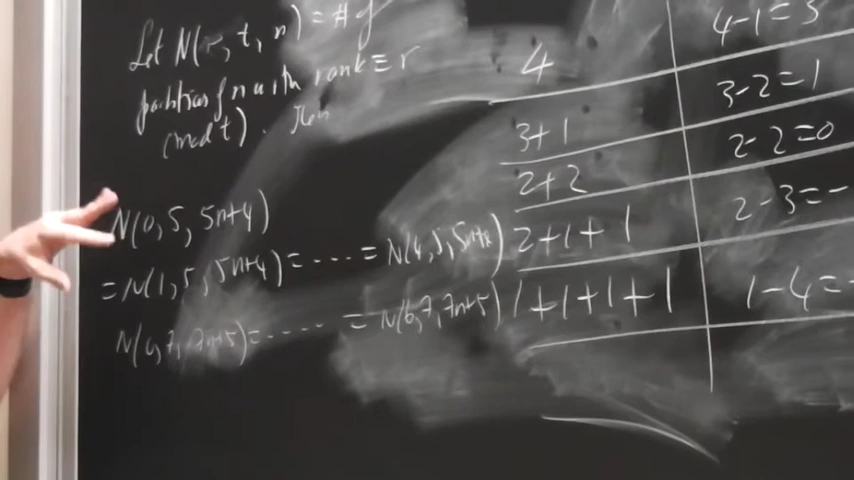 Let N(r, t, n) = # of
partitions of n with rank ≡ r
(mod t). Then
N(0, 5, 5n+4)
= N(1, 5, 5n+4) = .... = N(4, 5, 5n+4)
N(0, 7, 7n+5) = ..... = N(6, 7, 7n+5)
4 4-1=3
3+1 3-2=1
2+2 2-2=0
2+1+1 2-3=-
1+1+1+1 1-4=-